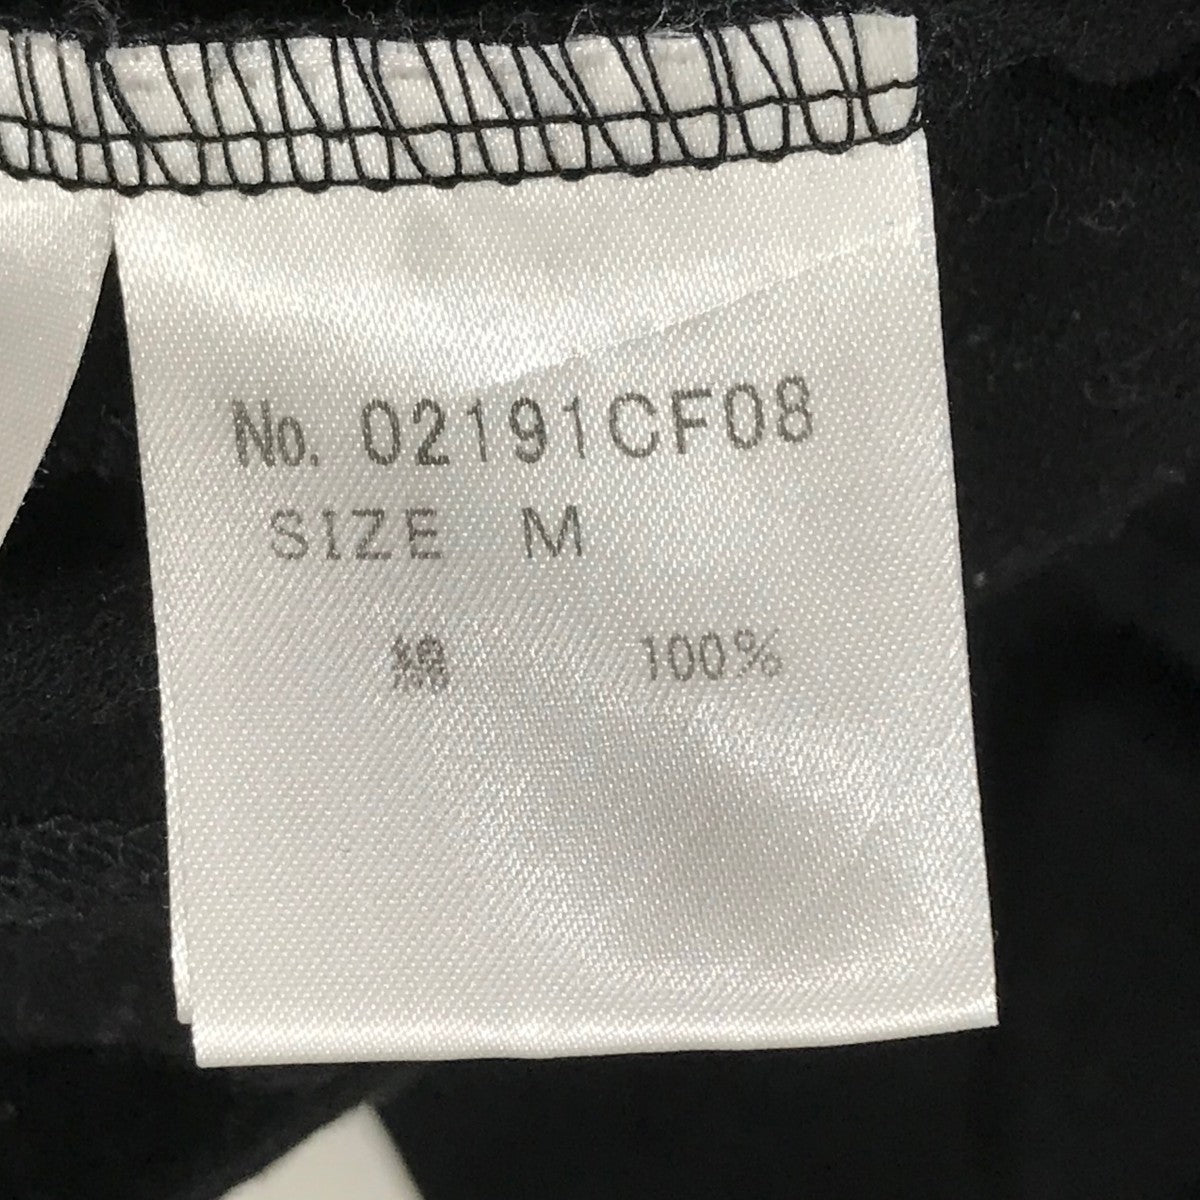 No. 02191CF08
SIZE M
綿 100%